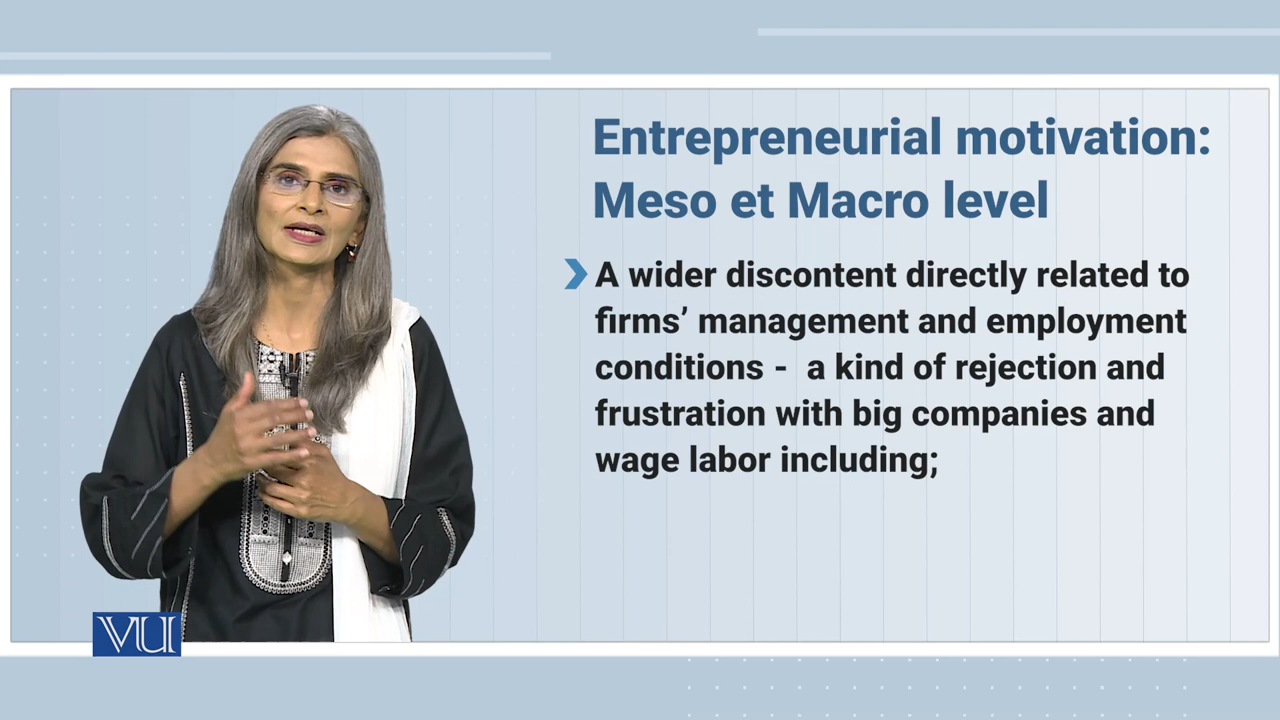 Entrepreneurial motivation:
Meso et Macro level
A wider discontent directly related to
firms’ management and employment
conditions - a kind of rejection and
frustration with big companies and
wage labor including;
VU